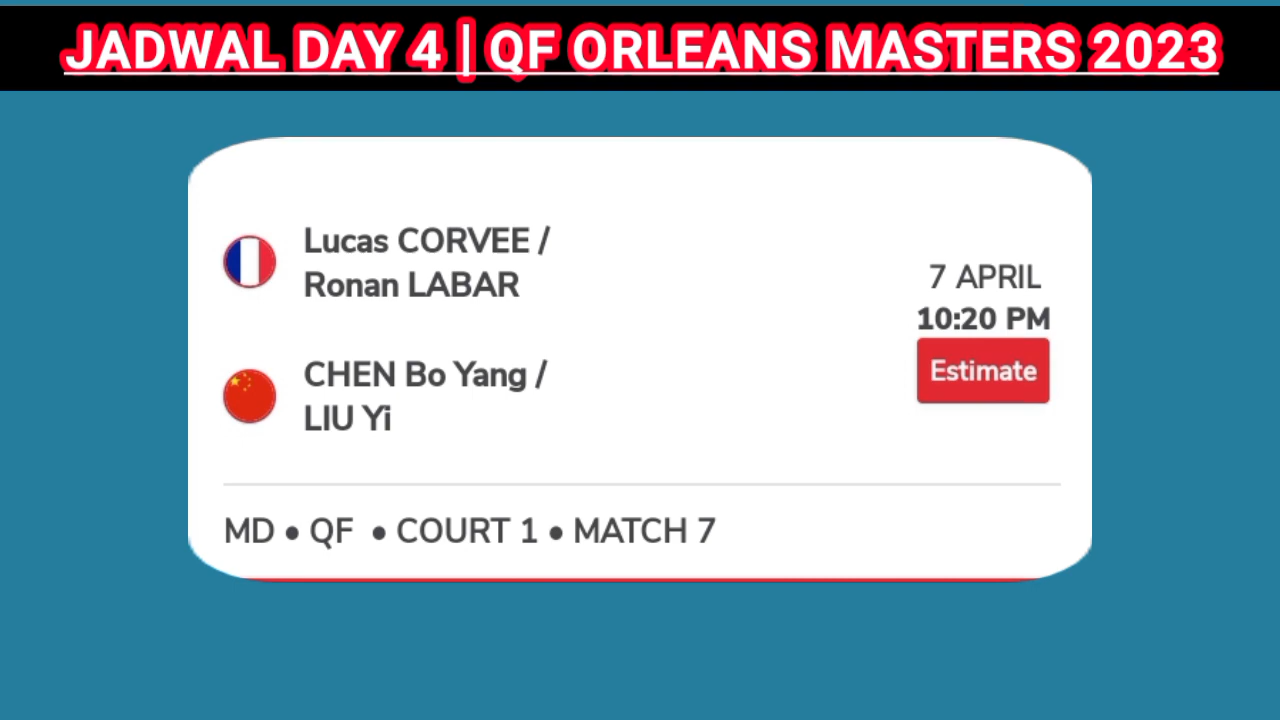 JADWAL DAY 4 | QF ORLEANS MASTERS 2023
Lucas CORVEE /
Ronan LABAR
7 APRIL
10:20 PM
Estimate
CHEN Bo Yang /
LIU Yi
MD • QF • COURT 1 • MATCH 7